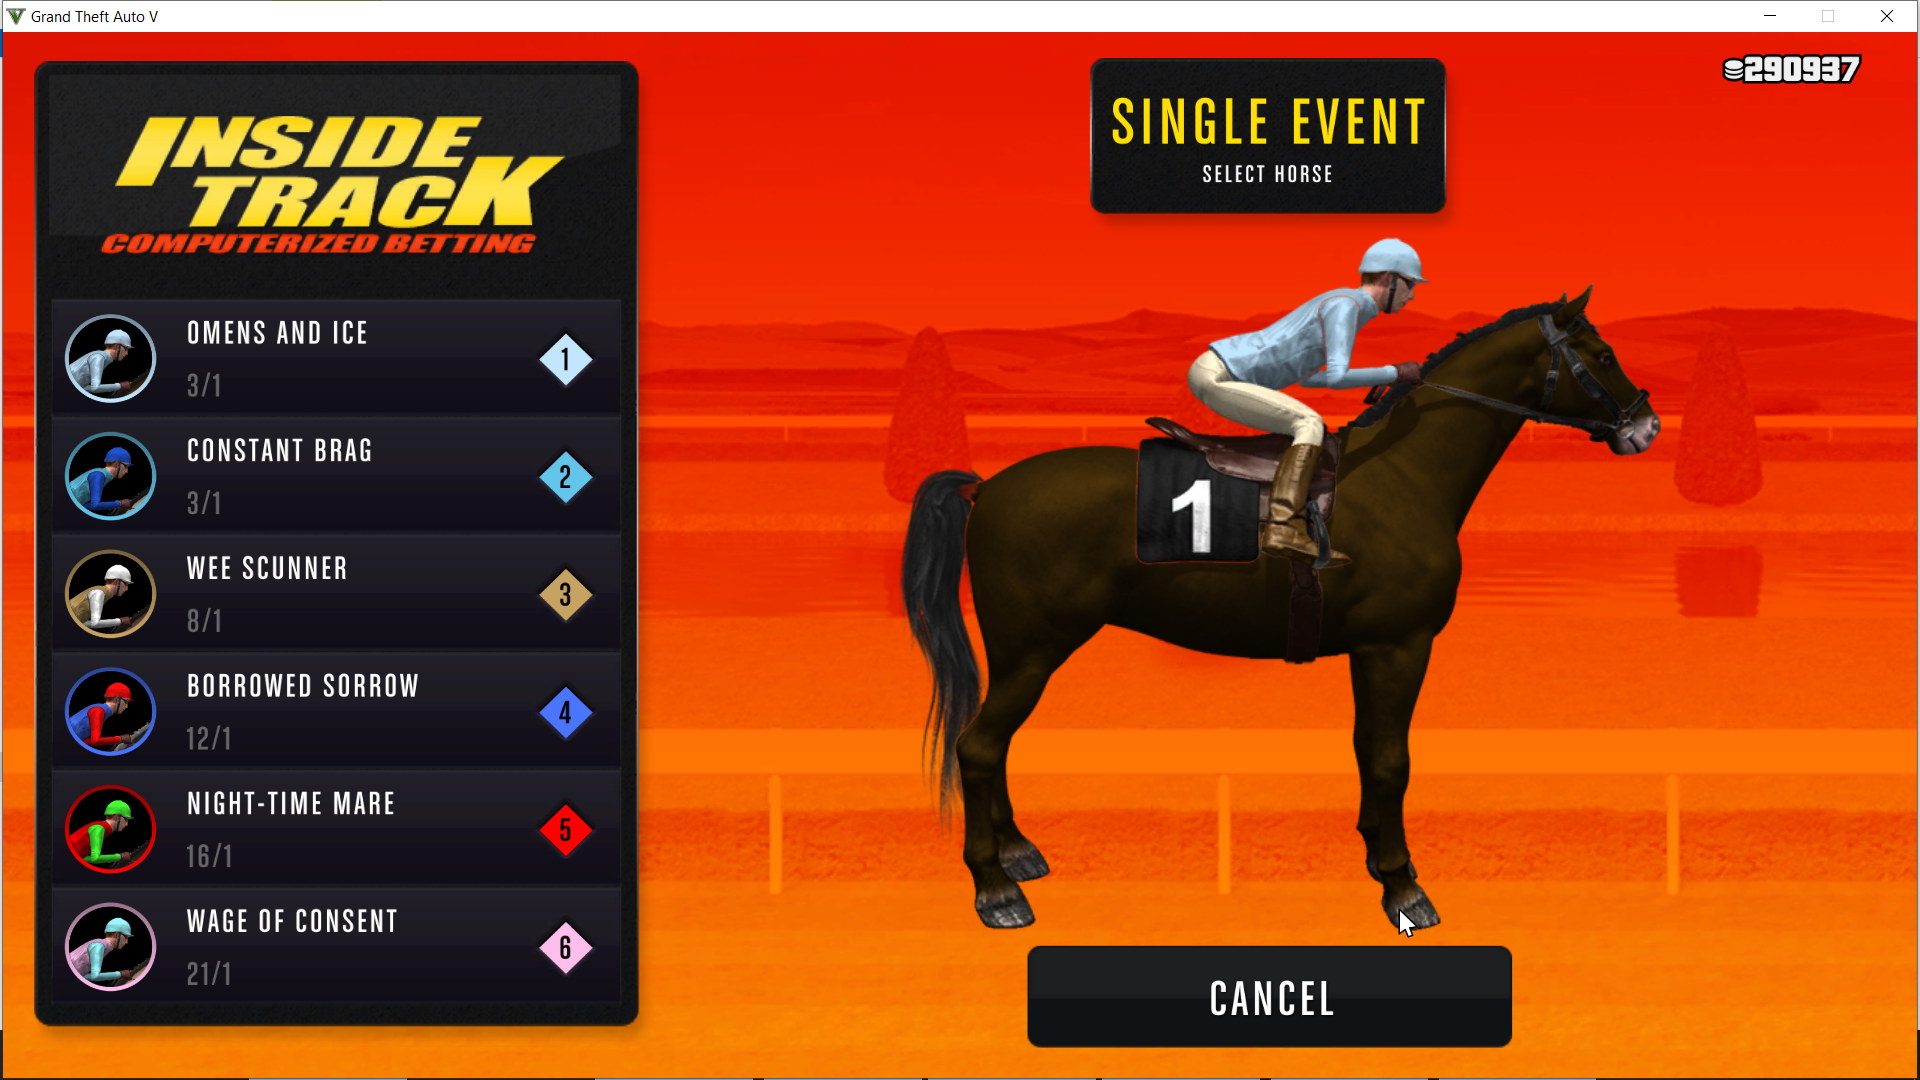 Grand Theft Auto V
290937
INSIDE
TRACK
COMPUTERIZED BETTING
SINGLE EVENT
SELECT HORSE
OMENS AND ICE
3/1
1
CONSTANT BRAG
3/1
2
WEE SCUNNER
8/1
3
BORROWED SORROW
12/1
4
NIGHT-TIME MARE
16/1
5
WAGE OF CONSENT
21/1
6
1
CANCEL